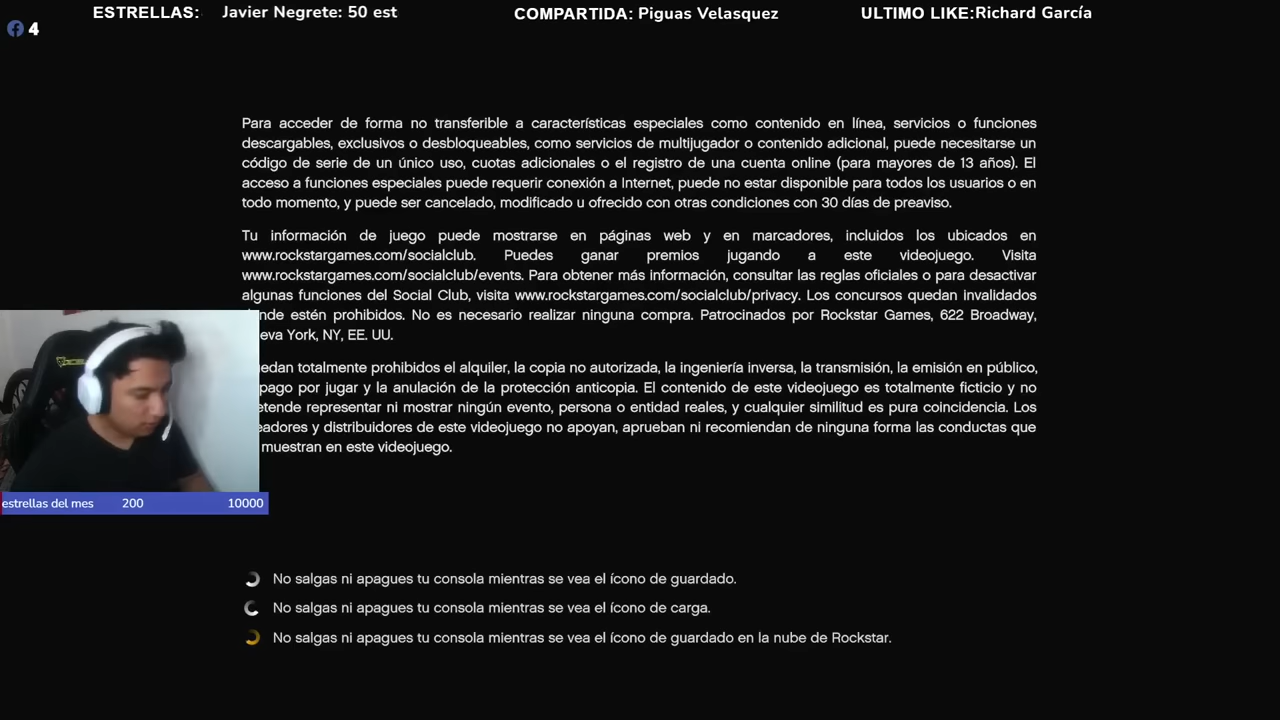 ESTRELLAS: Javier Negrete: 50 est COMPARTIDA: Piguas Velasquez ULTIMO LIKE:Richard García
4
Para acceder de forma no transferible a características especiales como contenido en línea, servicios o funciones
descargables, exclusivos o desbloqueables, como servicios de multijugador o contenido adicional, puede necesitarse un
código de serie de un único uso, cuotas adicionales o el registro de una cuenta online (para mayores de 13 años). El
acceso a funciones especiales puede requerir conexión a Internet, puede no estar disponible para todos los usuarios o en
todo momento, y puede ser cancelado, modificado u ofrecido con otras condiciones con 30 días de preaviso.
Tu información de juego puede mostrarse en páginas web y en marcadores, incluidos los ubicados en
www.rockstargames.com/socialclub. Puedes ganar premios jugando a este videojuego. Visita
www.rockstargames.com/socialclub/events. Para obtener más información, consultar las reglas oficiales o para desactivar
algunas funciones del Social Club, visita www.rockstargames.com/socialclub/privacy. Los concursos quedan invalidados
nde estén prohibidos. No es necesario realizar ninguna compra. Patrocinados por Rockstar Games, 622 Broadway,
eva York, NY, EE. UU.
edan totalmente prohibidos el alquiler, la copia no autorizada, la ingeniería inversa, la transmisión, la emisión en público,
pago por jugar y la anulación de la protección anticopia. El contenido de este videojuego es totalmente ficticio y no
etende representar ni mostrar ningún evento, persona o entidad reales, y cualquier similitud es pura coincidencia. Los
eadores y distribuidores de este videojuego no apoyan, aprueban ni recomiendan de ninguna forma las conductas que
muestran en este videojuego.
estrellas del mes 200 10000
No salgas ni apagues tu consola mientras se vea el ícono de guardado.
No salgas ni apagues tu consola mientras se vea el ícono de carga.
No salgas ni apagues tu consola mientras se vea el ícono de guardado en la nube de Rockstar.